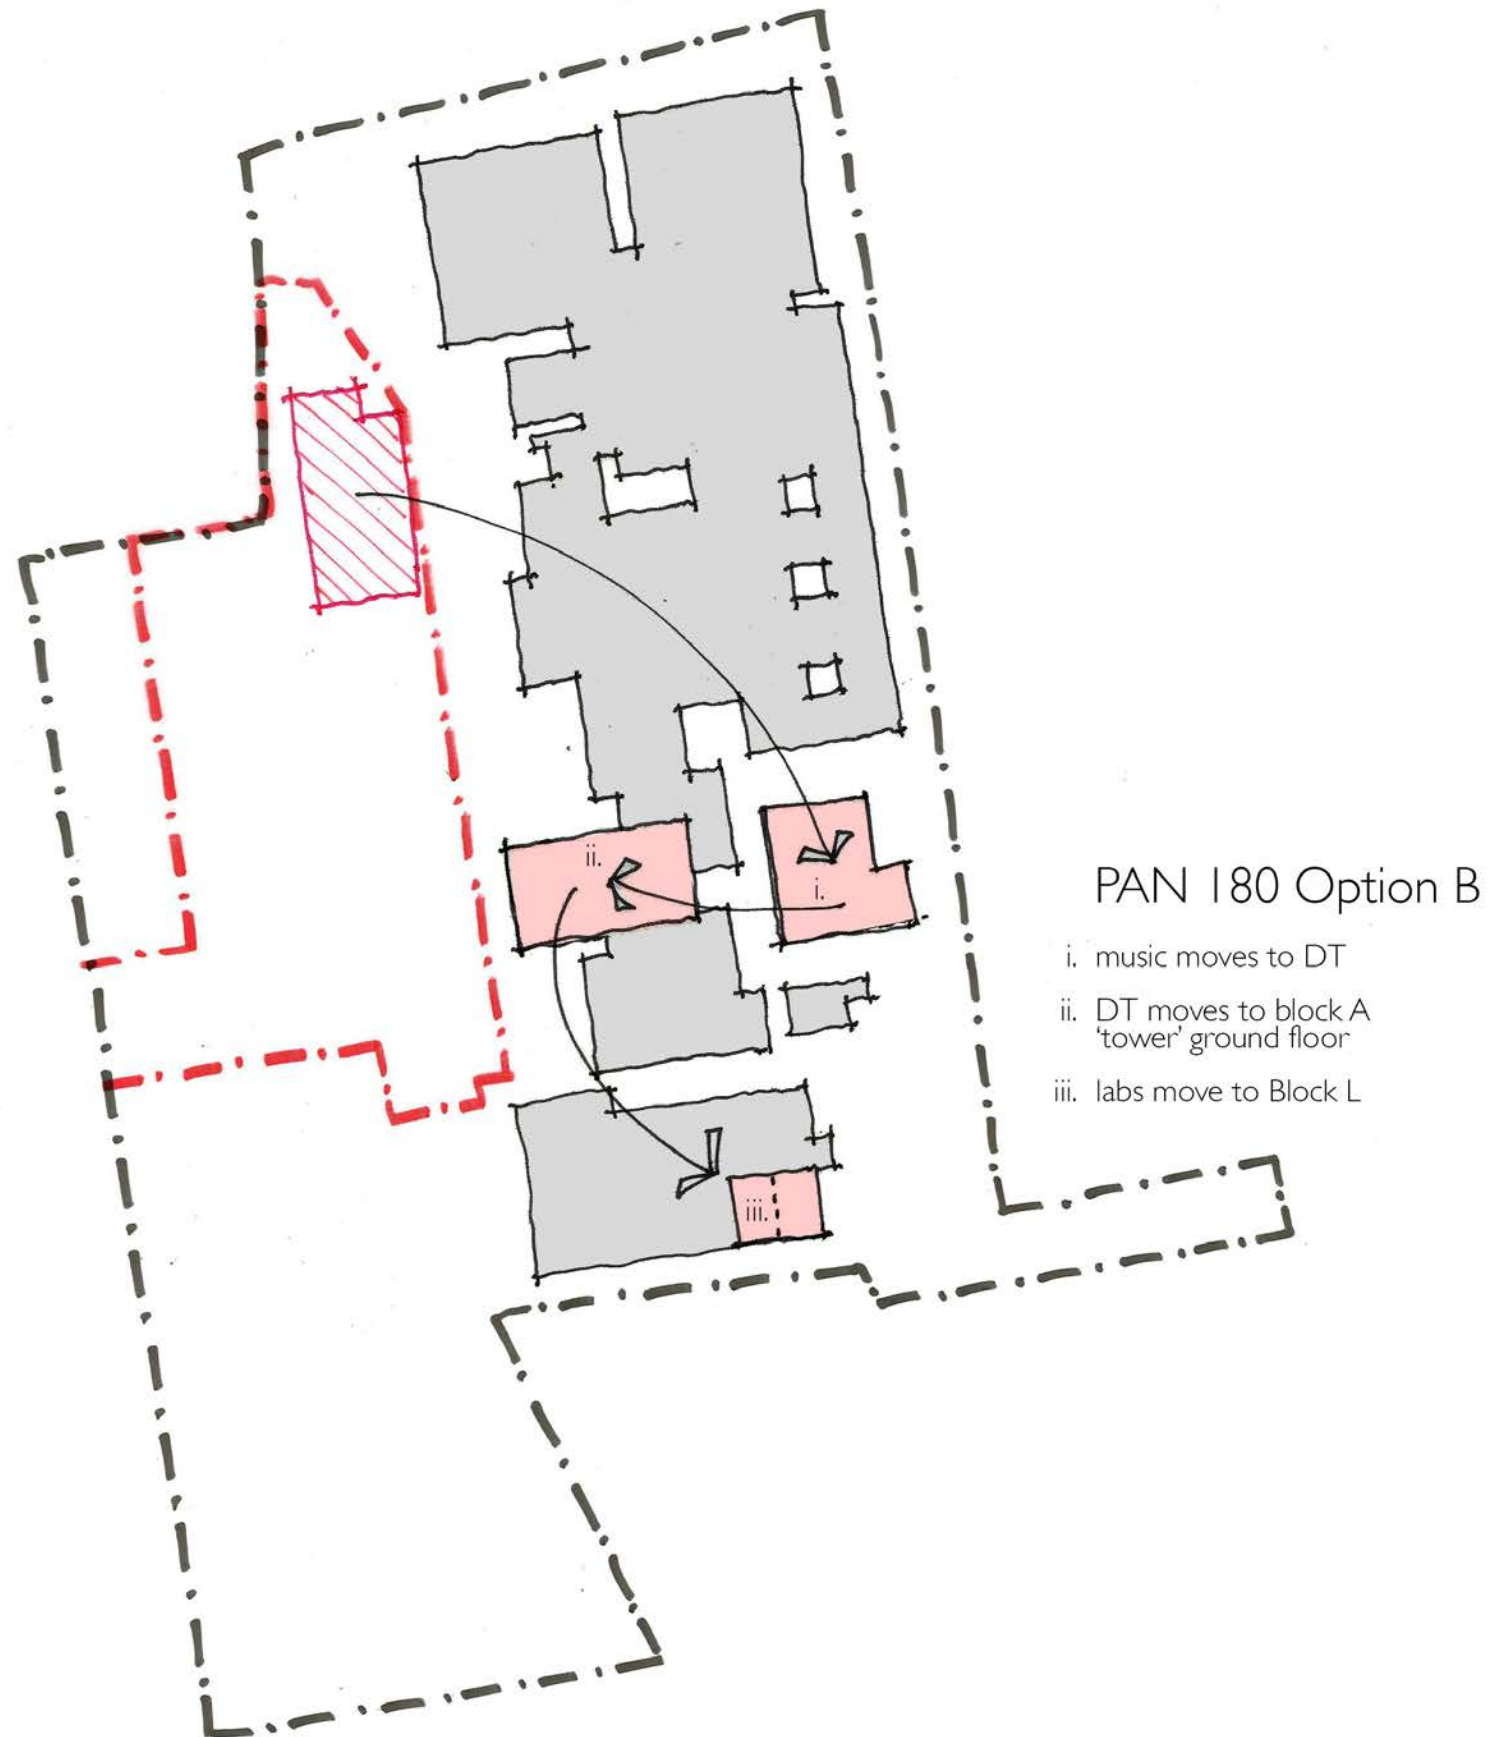 ii.
i.
PAN 180 Option B
i. music moves to DT
ii. DT moves to block A
'tower' ground floor
iii. labs move to Block L
iii.